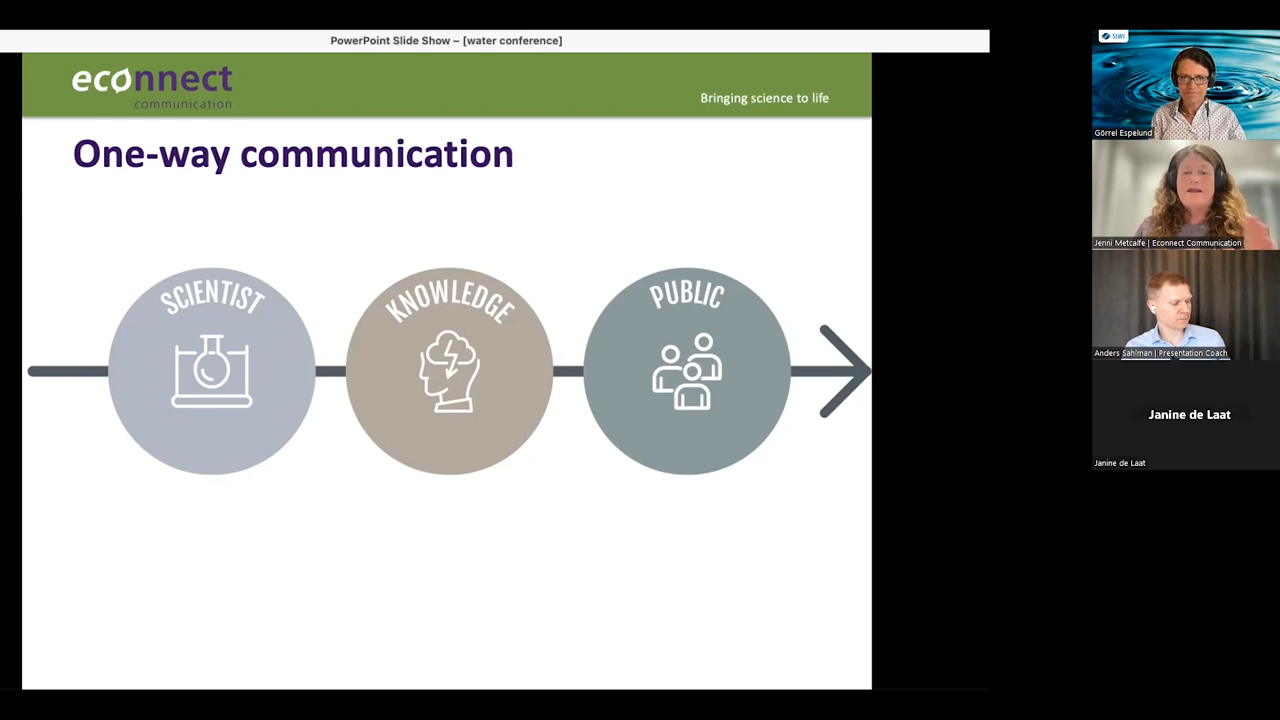 PowerPoint Slide Show – [water conference]
econnect
communication
Bringing science to life
One-way communication
SCIENTIST
KNOWLEDGE
PUBLIC
SIWI
Görrel Espelund
Jenni Metcalfe | Econnect Communication
Anders Sahlman | Presentation Coach
Janine de Laat
Janine de Laat